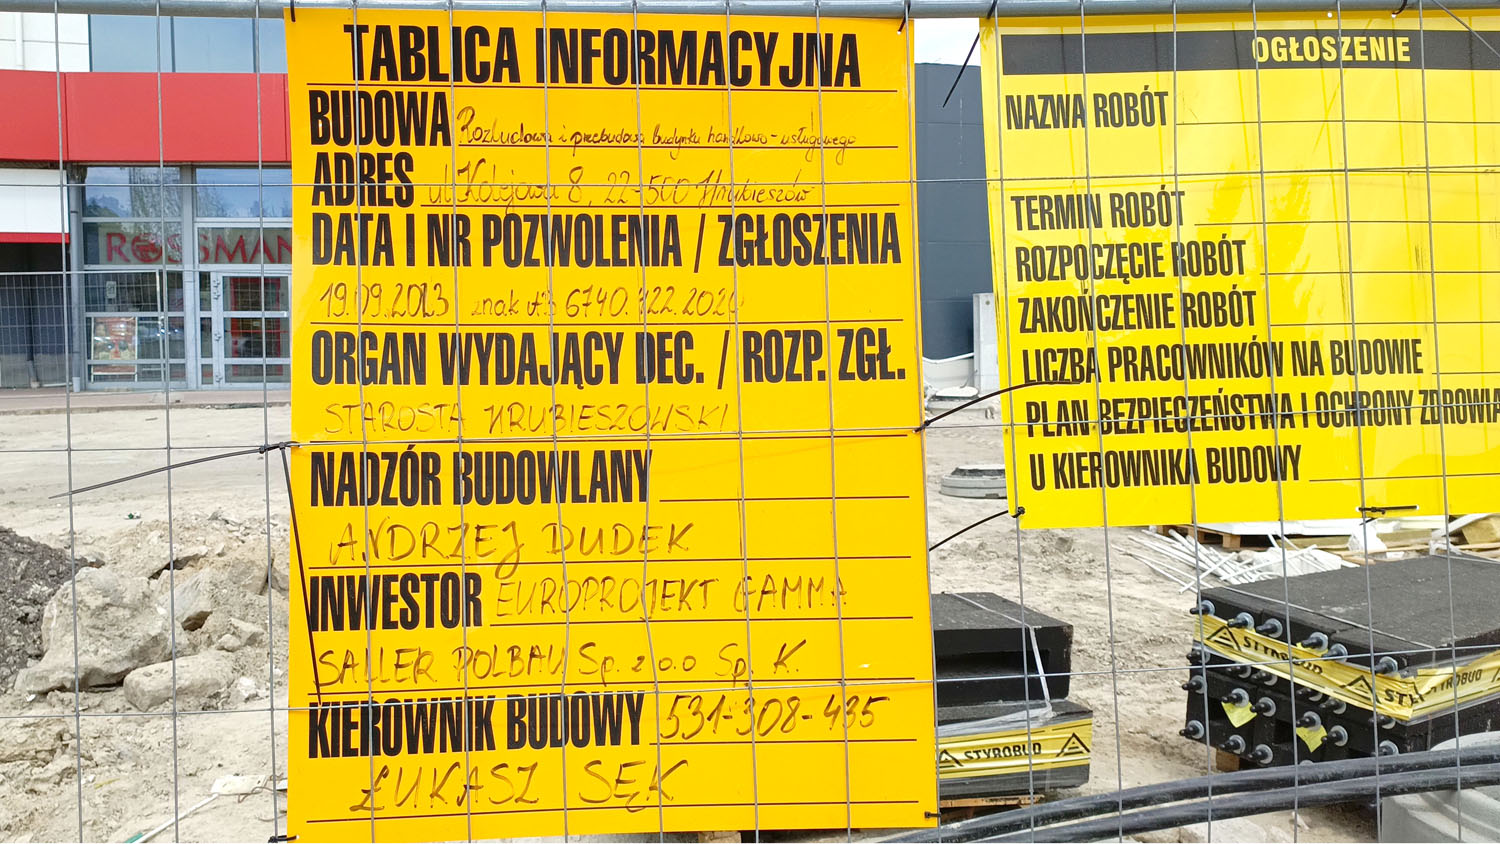 TABLICA INFORMACYJNA
BUDOWA Rozbudowa i przebudowa budynku handlowo-usługowego
ADRES ul. Kolejowa 8, 22-500 Hrubieszów
DATA I NR POZWOLENIA / ZGŁOSZENIA
19.09.2023 znak 6740.
ORGAN WYDAJĄCY DEC. / ROZP. ZGŁ.
STAROSTA HRUBIESZOWSKI
NADZÓR BUDOWLANY
ANDRZEJ DUDEK
INWESTOR EUROPROJEKT GAMMA
SALLER POLBAU Sp. z o.o Sp. K.
KIEROWNIK BUDOWY 531-308-435
ŁUKASZ SĘK
OGŁOSZENIE
NAZWA ROBÓT
TERMIN ROBÓT
ROZPOCZĘCIE ROBÓT
ZAKOŃCZENIE ROBÓT
LICZBA PRACOWNIKÓW NA BUDOWIE
PLAN BEZPIECZEŃSTWA I OCHRONY ZDROWIA
U KIEROWNIKA BUDOWY
ROSSMAN
STYROBUD
STYROBUD
STYROBUD